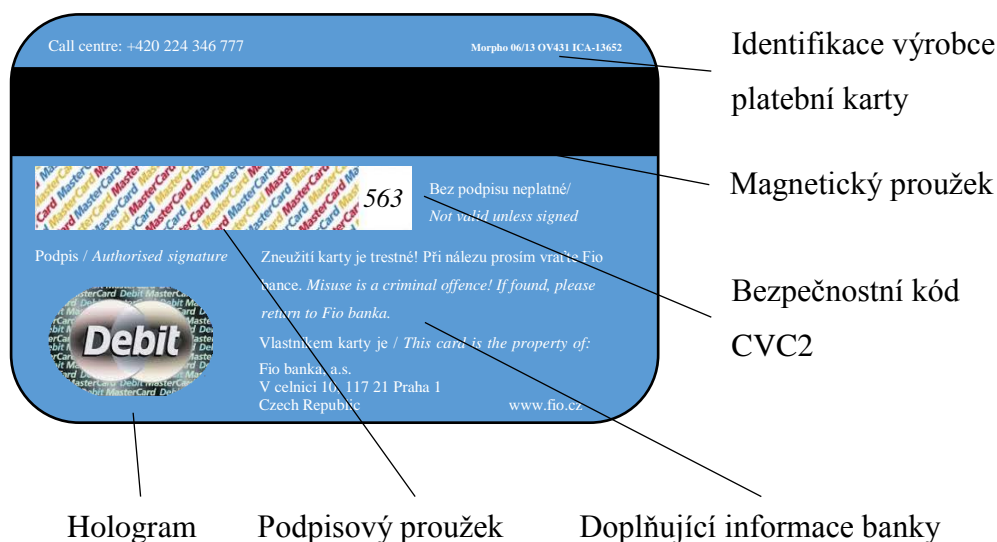 Call centre: +420 224 346 777
Morpho 06/13 OV431 ICA-13652
Identifikace výrobce
platební karty
Magnetický proužek
MasterCard MasterCard MasterCard
563
Bez podpisu neplatné/
Not valid unless signed
Podpis / Authorised signature
Zneužití karty je trestné! Při nálezu prosím vraťte Fio
bance. Misuse is a criminal offence! If found, please
return to Fio banka.
Bezpečnostní kód
CVC2
Debit
Vlastníkem karty je / This card is the property of:
Fio banka, a.s.
V celnici 10, 117 21 Praha 1
Czech Republic
www.fio.cz
Hologram
Podpisový proužek
Doplňující informace banky